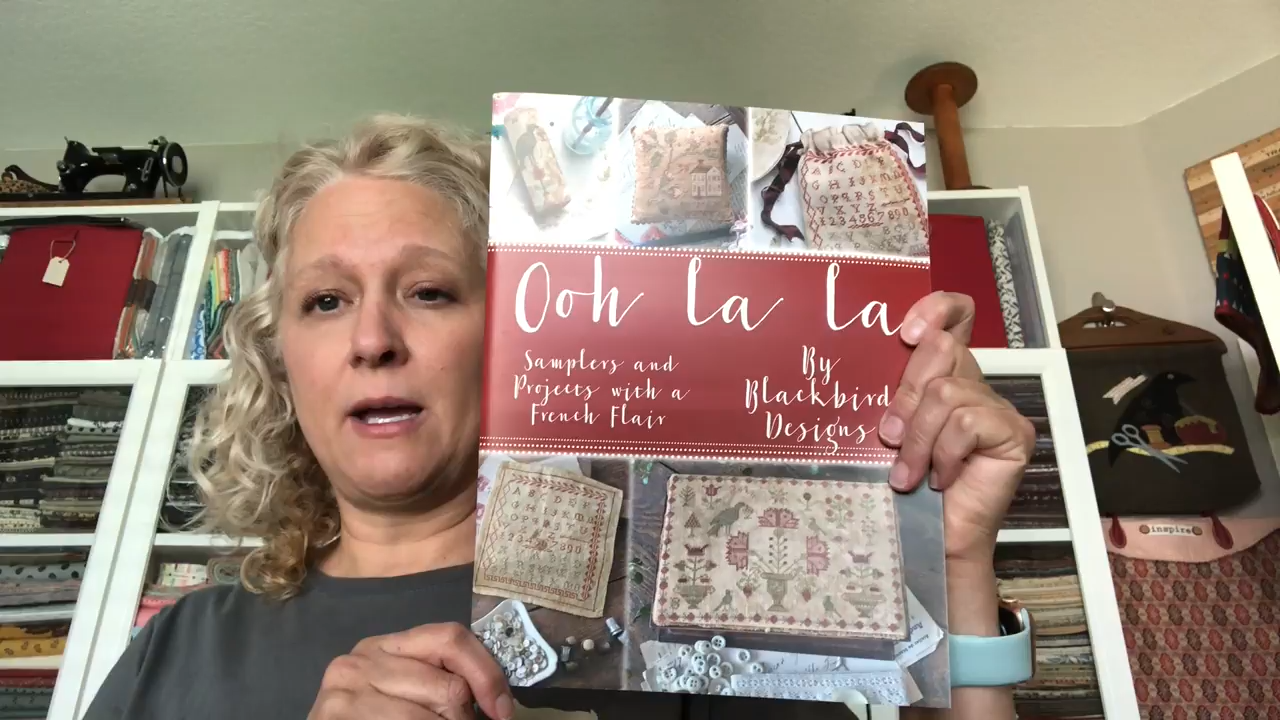 Ooh la la
Samplers and
Projects with a
French Flair
By
Blackbird
Designs
inspire